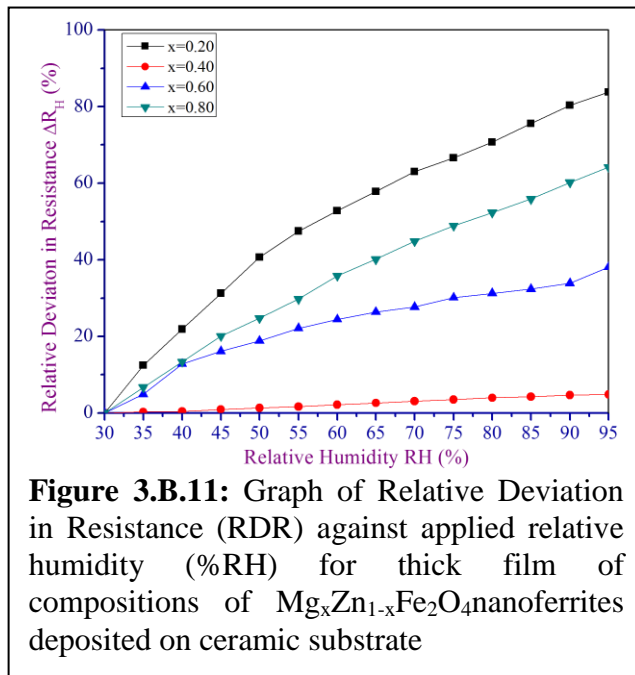 100
80
60
40
20
0
Relative Deviaton in Resistance ΔR_H (%)
x=0.20
x=0.40
x=0.60
x=0.80
30 35 40 45 50 55 60 65 70 75 80 85 90 95
Relative Humidity RH (%)
Figure 3.B.11: Graph of Relative Deviation
in Resistance (RDR) against applied relative
humidity (%RH) for thick film of
compositions of MgₓZn₁₋ₓFe₂O₄nanoferrites
deposited on ceramic substrate